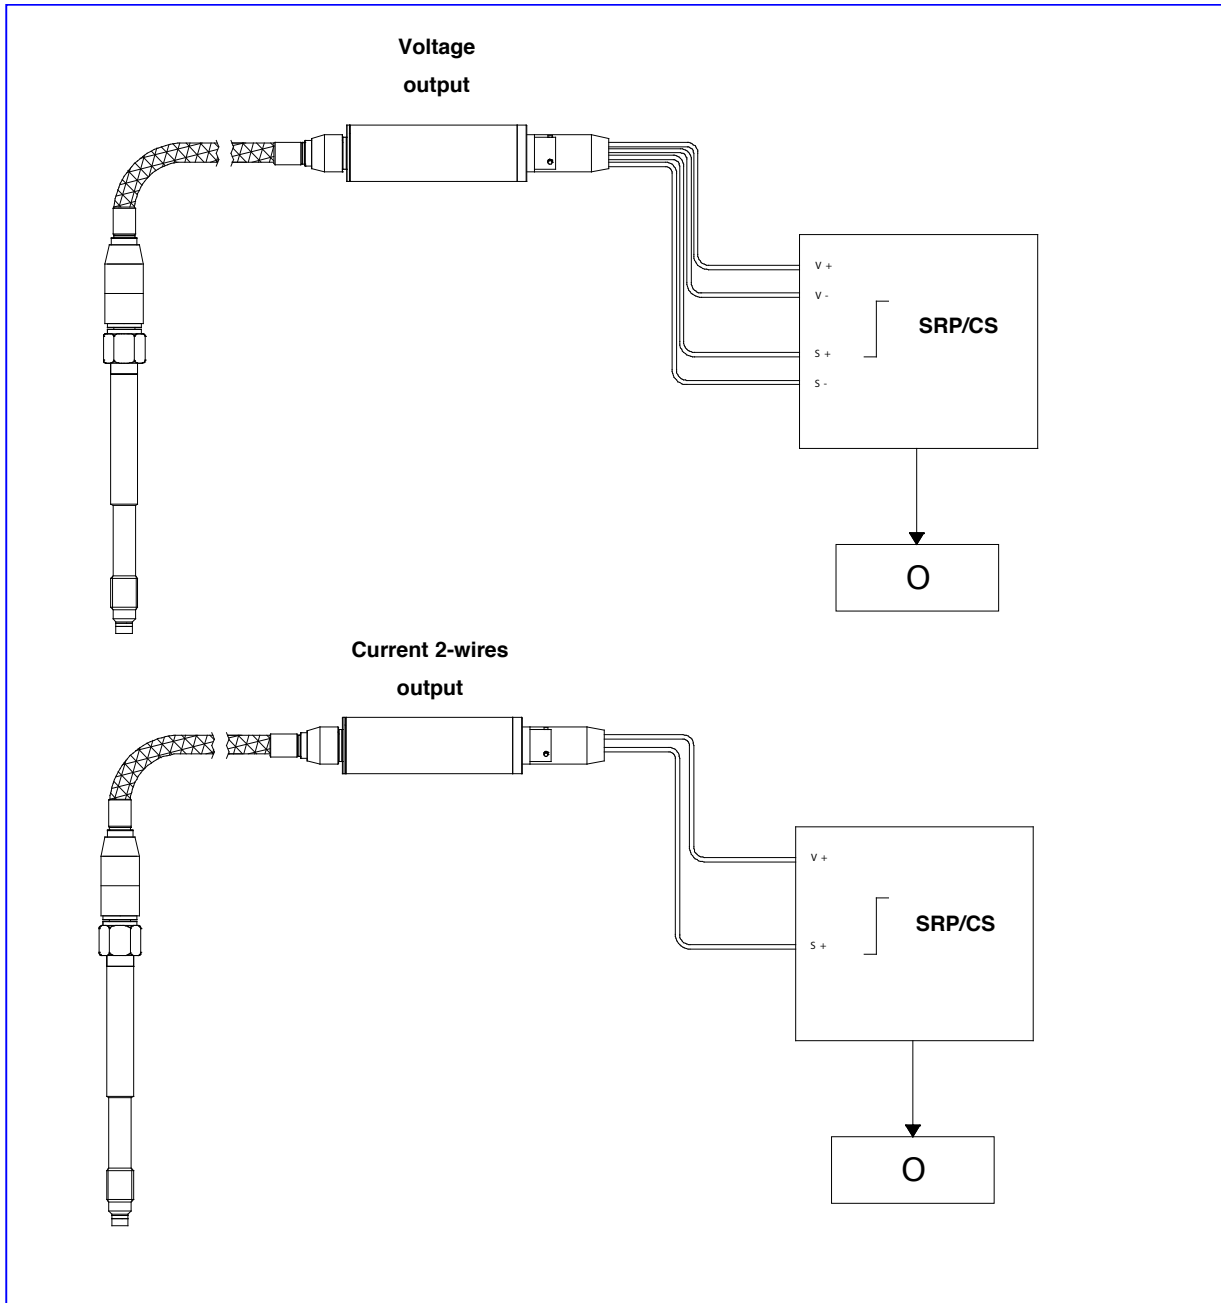 Voltage
output
V +
V -
SRP/CS
S +
S -
O
Current 2-wires
output
V +
SRP/CS
S +
O